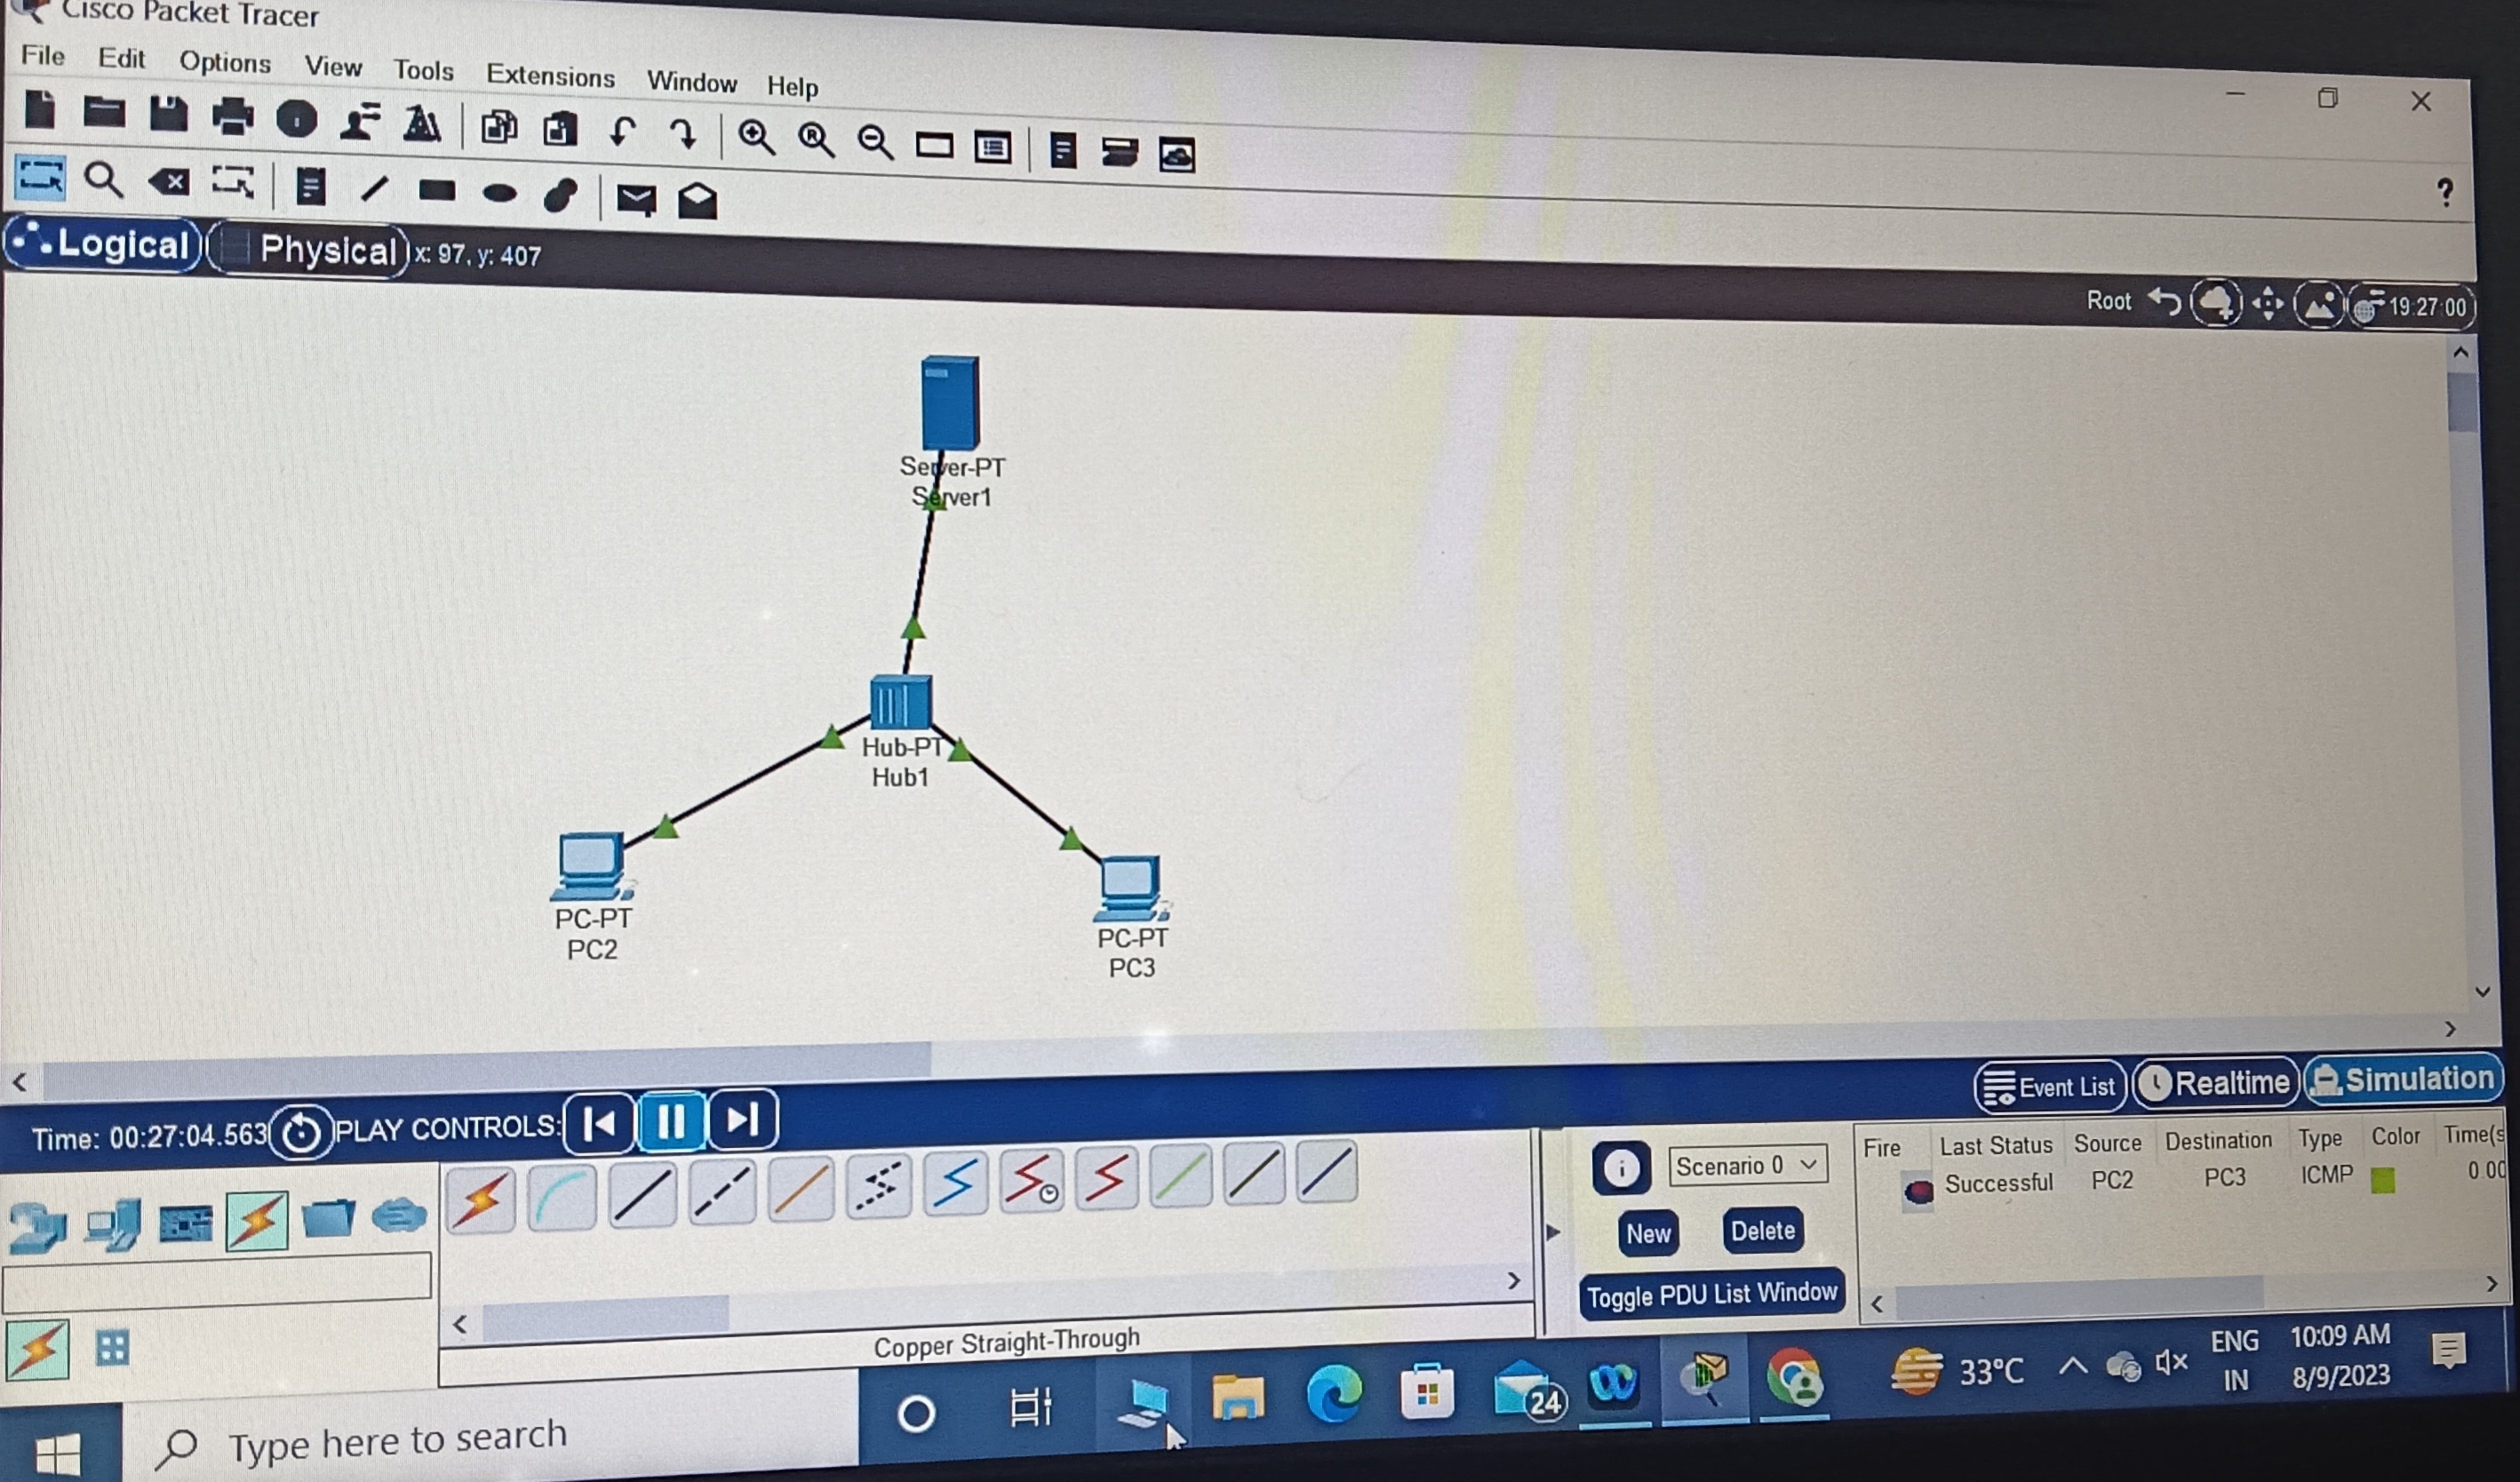 Cisco Packet Tracer
File Edit Options View Tools Extensions Window Help
?
Logical Physical x: 97, y: 407
Root 19:27:00
Server-PT
Server1
Hub-PT
Hub1
PC-PT
PC2
PC-PT
PC3
Event List Realtime Simulation
Time: 00:27:04.563 PLAY CONTROLS:
Scenario 0
New Delete
Toggle PDU List Window
Fire Last Status Source Destination Type Color Time(s
Successful PC2 PC3 ICMP 0.00
Copper Straight-Through
Type here to search
24
33°C
ENG
IN
10:09 AM
8/9/2023